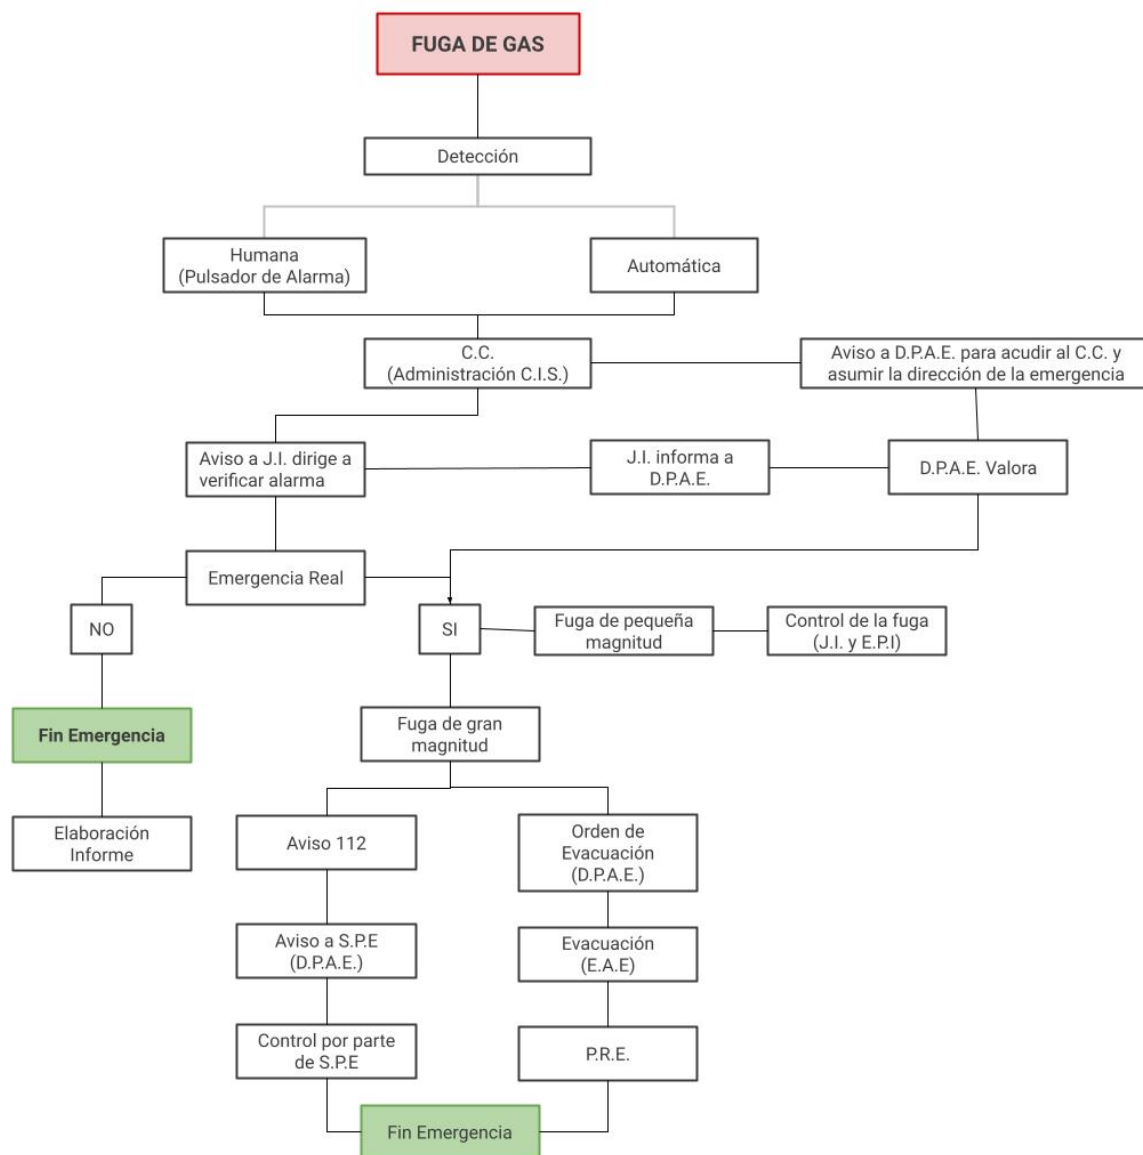 FUGA DE GAS
Detección
Humana
(Pulsador de Alarma)
Automática
C.C.
(Administración C.I.S.)
Aviso a D.P.A.E. para acudir al C.C. y
asumir la dirección de la emergencia
Aviso a J.I. dirige a
verificar alarma
J.I. informa a
D.P.A.E.
D.P.A.E. Valora
Emergencia Real
NO
SI
Fuga de pequeña
magnitud
Control de la fuga
(J.I. y E.P.I)
Fin Emergencia
Fuga de gran
magnitud
Elaboración
Informe
Aviso 112
Orden de
Evacuación
(D.P.A.E.)
Aviso a S.P.E
(D.P.A.E.)
Evacuación
(E.A.E)
Control por parte
de S.P.E
P.R.E.
Fin Emergencia